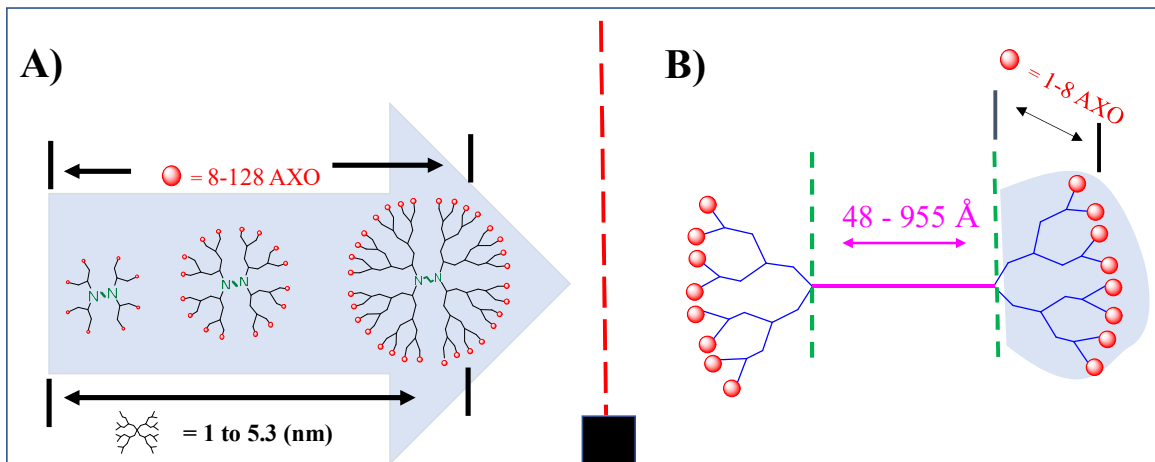 A)
= 8-128 AXO
N N
N N
N N
= 1 to 5.3 (nm)
B)
= 1-8 AXO
48 - 955 Å